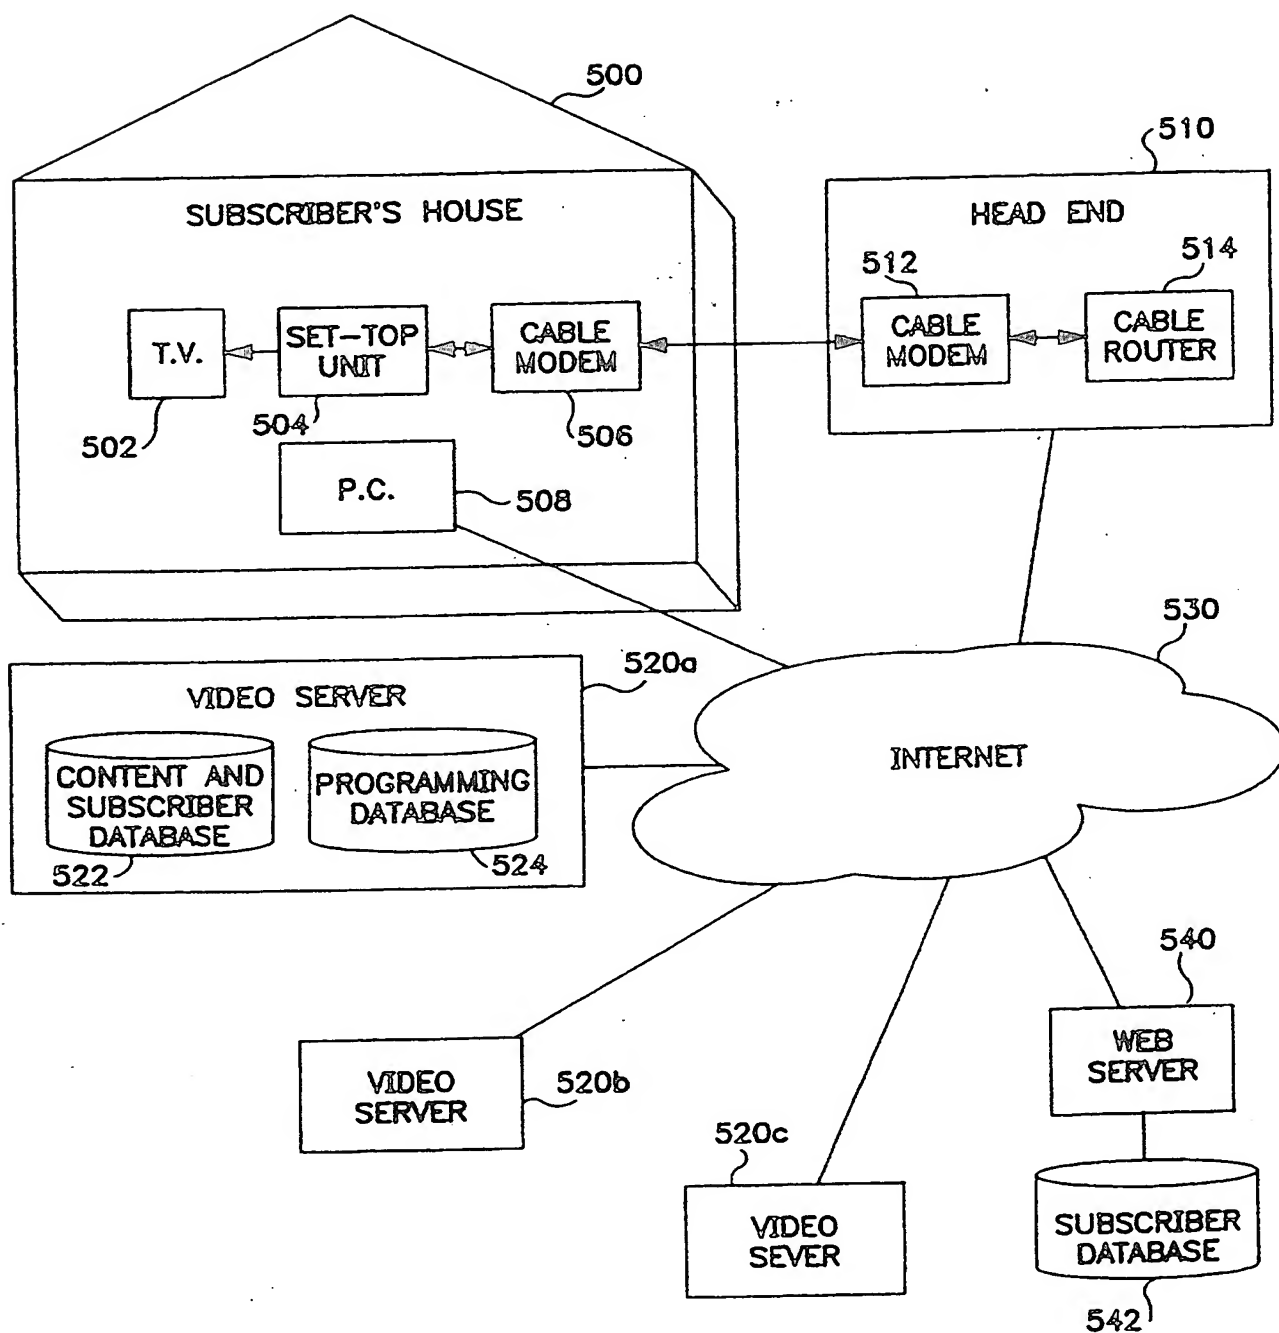 500
510
SUBSCRIBER'S HOUSE
HEAD END
512
514
T.V.
SET-TOP
UNIT
CABLE
MODEM
CABLE
MODEM
CABLE
ROUTER
502
504
506
P.C.
508
530
520a
VIDEO SERVER
CONTENT AND
SUBSCRIBER
DATABASE
PROGRAMMING
DATABASE
INTERNET
522
524
540
WEB
SERVER
VIDEO
SERVER
520b
520c
VIDEO
SEVER
SUBSCRIBER
DATABASE
542